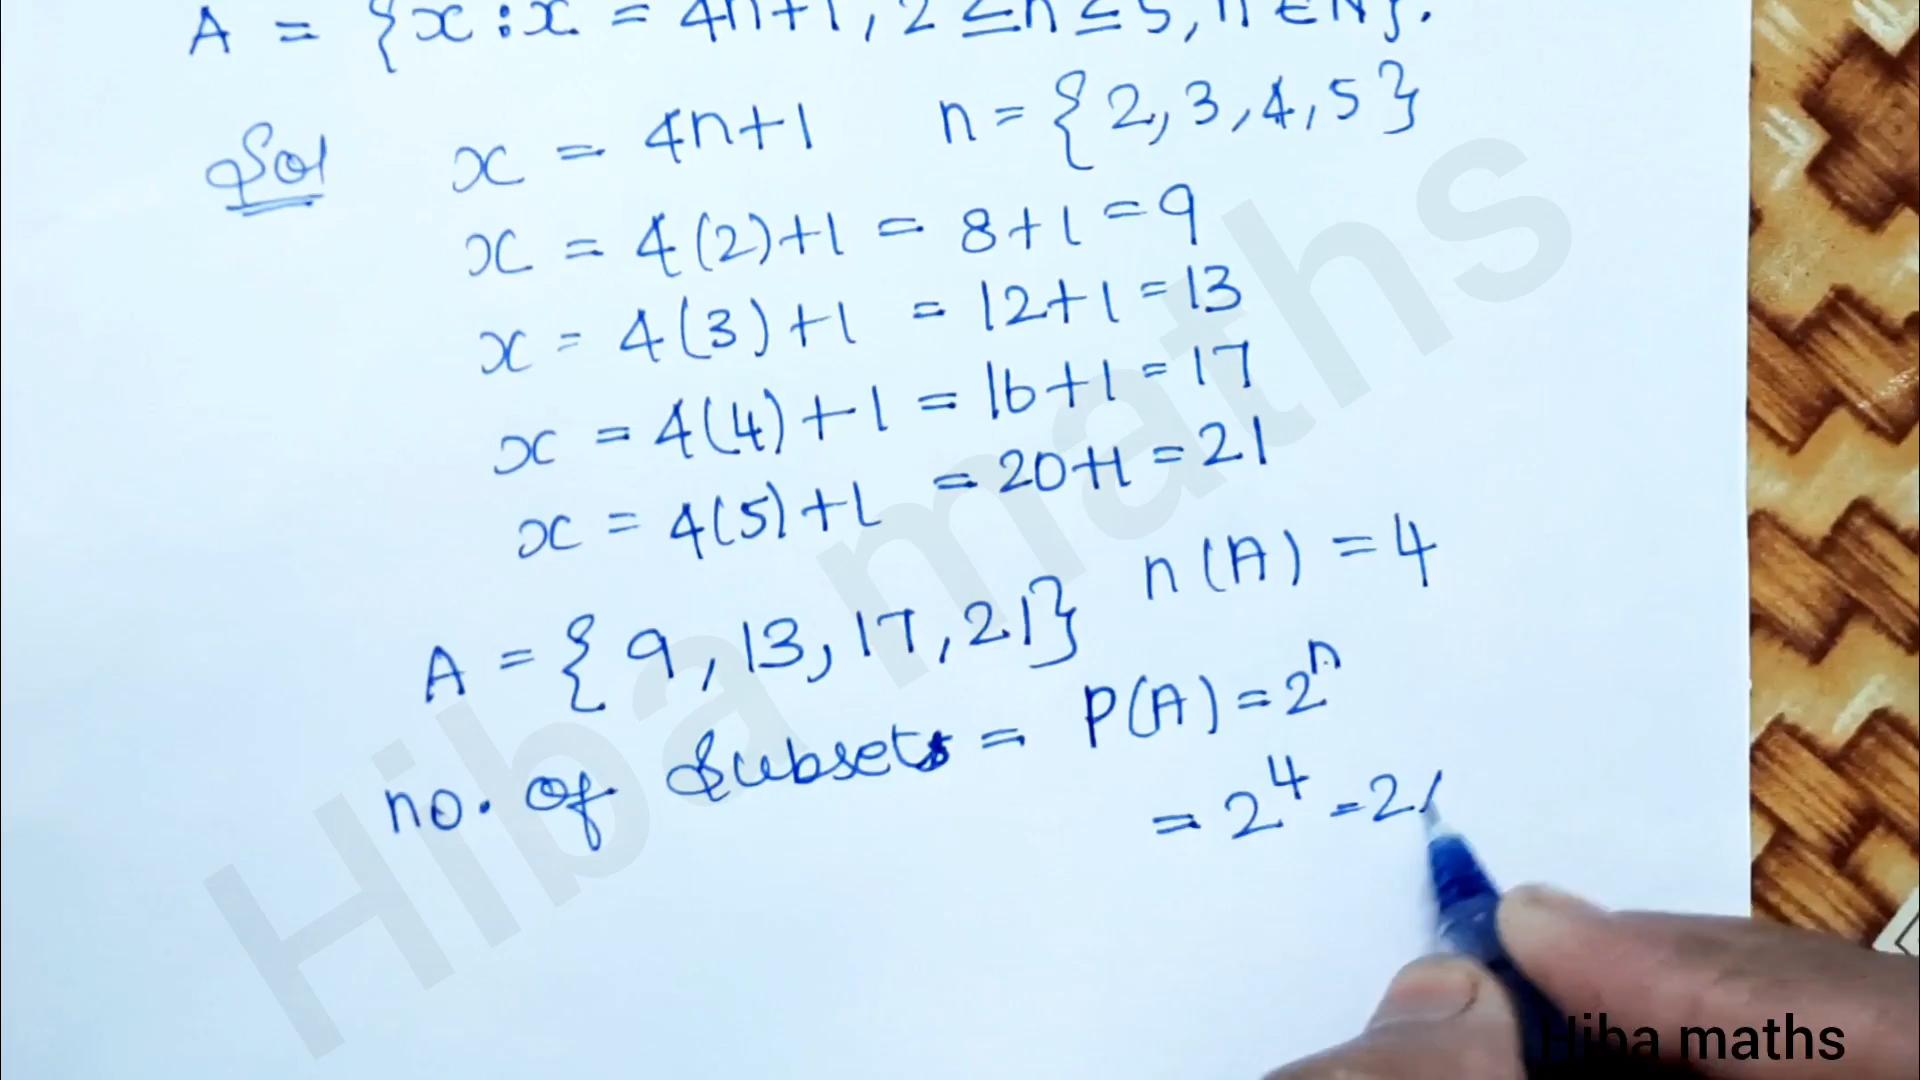 A = {x : x = 4n+1, 2 ≤ n ≤ 5, n ∈ N}.
Sol x = 4n+1 n = {2, 3, 4, 5}
x = 4(2)+1 = 8+1 = 9
x = 4(3)+1 = 12+1 = 13
x = 4(4)+1 = 16+1 = 17
x = 4(5)+1 = 20+1 = 21
A = {9, 13, 17, 21} n(A) = 4
no. of subsets = P(A) = 2ⁿ
= 2⁴ = 2
Hiba maths
Hiba maths